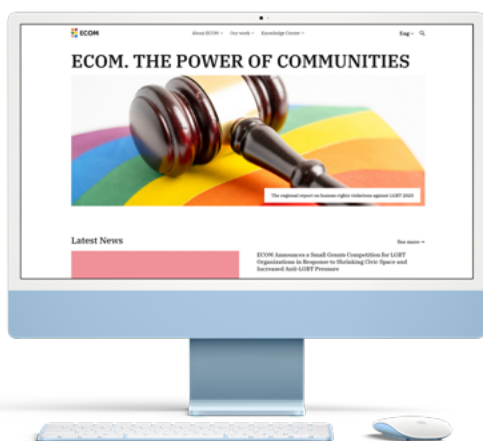 ECOM
About ECOM
Our work
Knowledge Center
Eng
ECOM. THE POWER OF COMMUNITIES
The regional report on human rights violations against LGBT 2023
Latest News
See more →
ECOM Announces a Small Grants Competition for LGBT
Organizations in Response to Shrinking Civic Space and
Increased Anti-LGBT Pressure